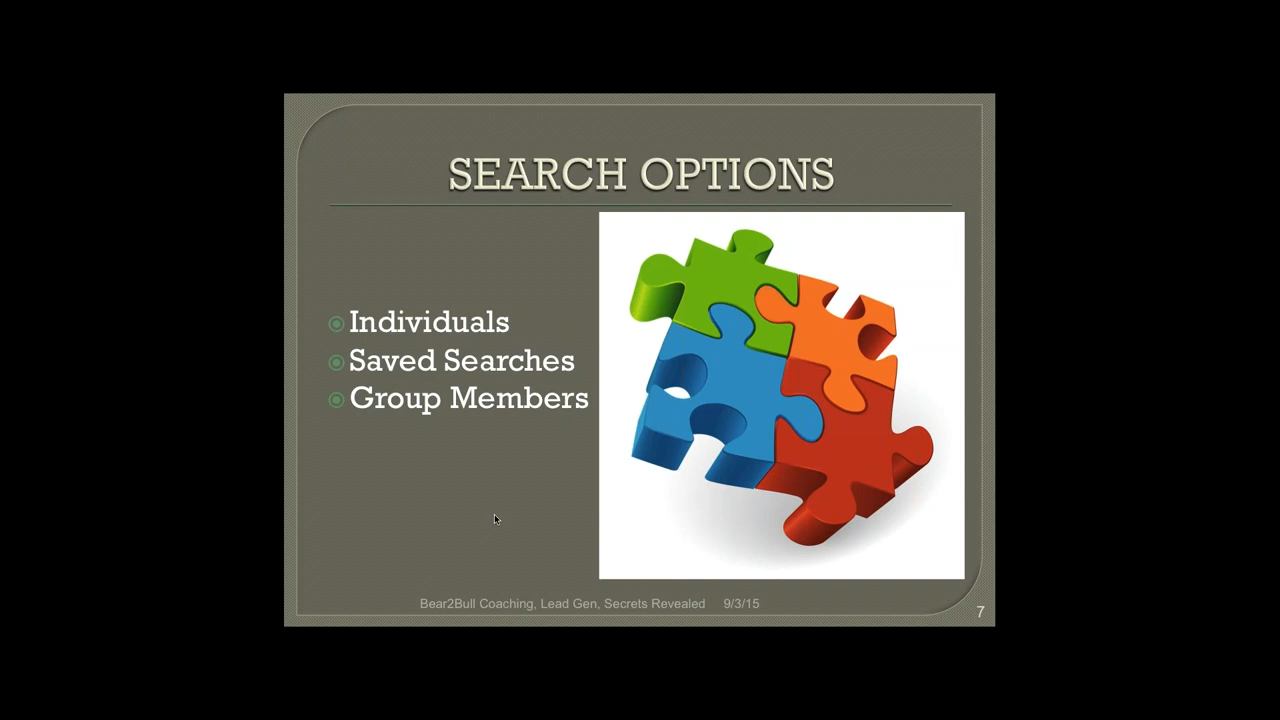 SEARCH OPTIONS
Individuals
Saved Searches
Group Members
Bear2Bull Coaching, Lead Gen, Secrets Revealed 9/3/15
7